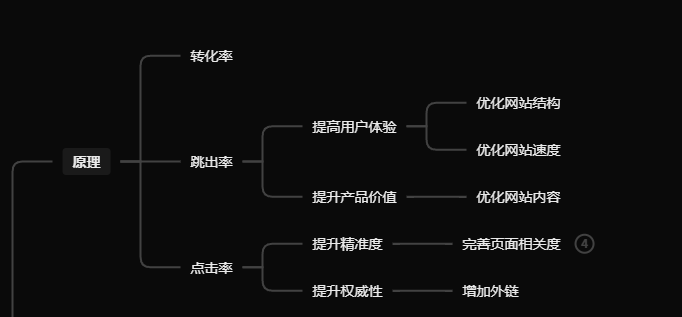 转化率
优化网站结构
提高用户体验
优化网站速度
原理
跳出率
提升产品价值
优化网站内容
提升精准度
完善页面相关度
4
点击率
提升权威性
增加外链